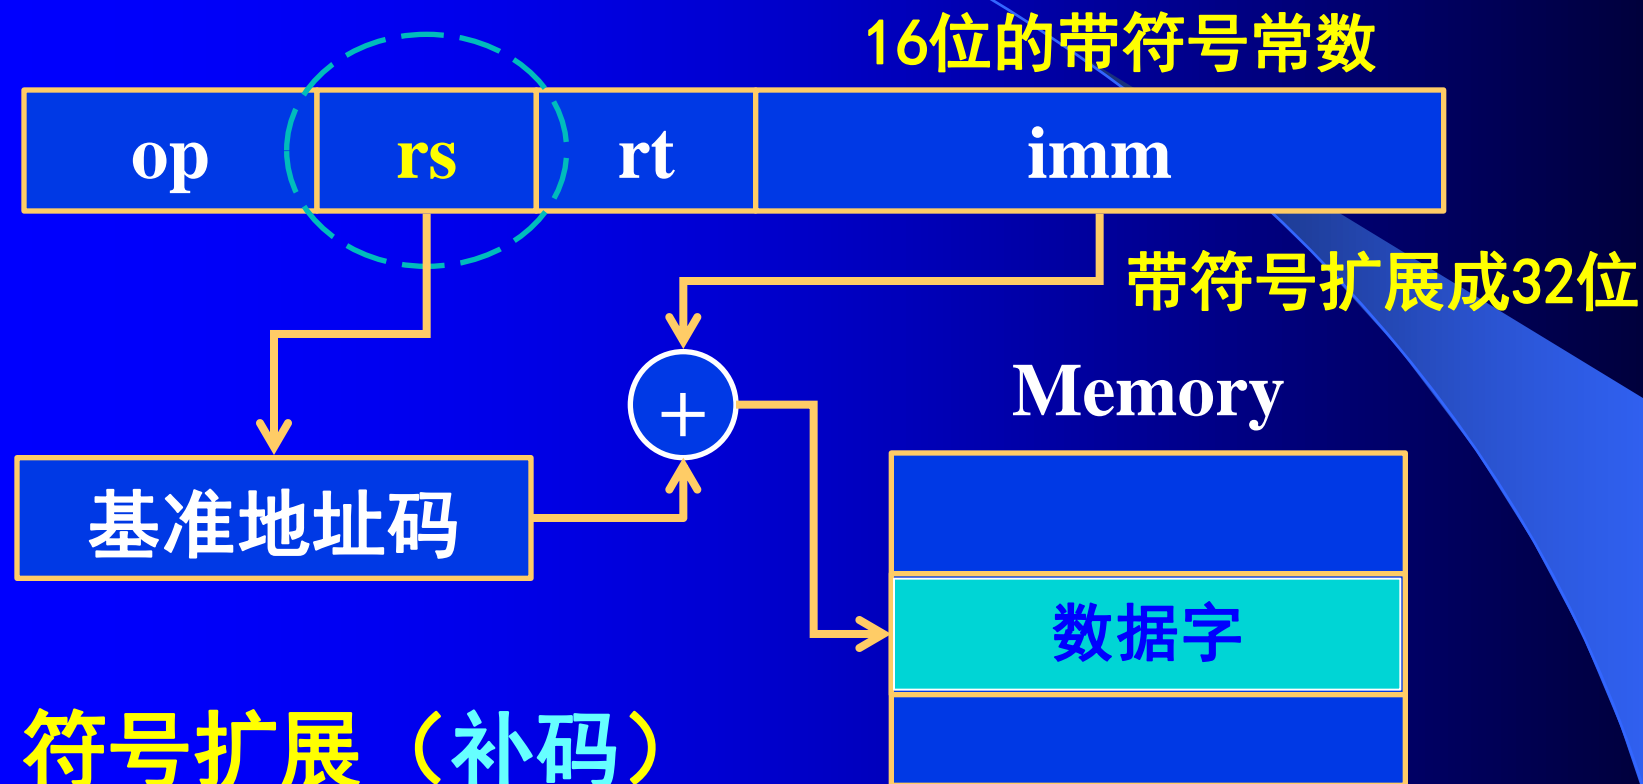 16位的带符号常数
op rs rt imm
带符号扩展成32位
+
Memory
基准地址码
数据字
符号扩展（补码）